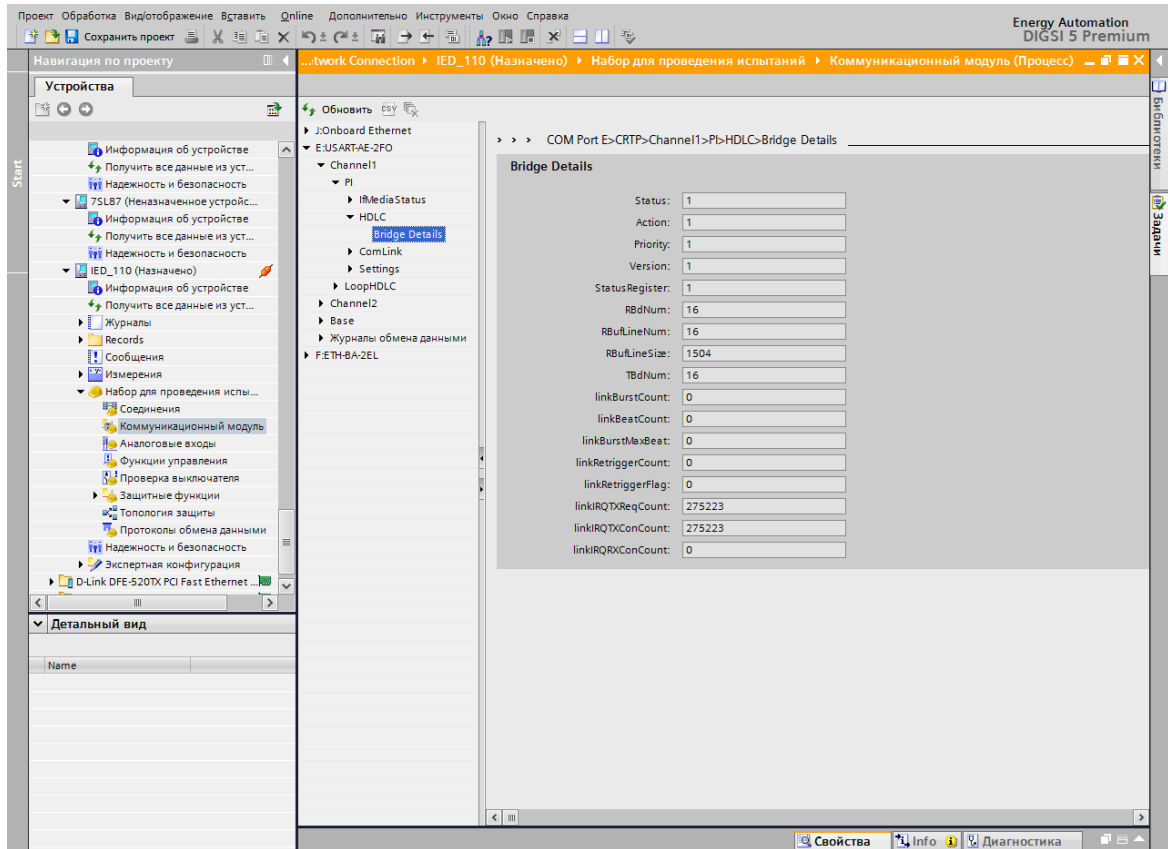 Проект Обработка Вид/отображение Вставить Online Дополнительно Инструменты Окно Справка
Energy Automation
DIGSI 5 Premium
Сохранить проект
Навигация по проекту
...twork Connection IED_110 (Назначено) Набор для проведения испытаний Коммуникационный модуль (Процесс)
Устройства
Start
Информация об устройстве
Получить все данные из уст...
Надежность и безопасность
7SL87 (Неназначенное устройс...
Информация об устройстве
Получить все данные из уст...
Надежность и безопасность
IED_110 (Назначено)
Информация об устройстве
Получить все данные из уст...
Журналы
Records
Сообщения
Измерения
Набор для проведения испы...
Соединения
Коммуникационный модуль
Аналоговые входы
Функции управления
Проверка выключателя
Защитные функции
Топология защиты
Протоколы обмена данными
Надежность и безопасность
Экспертная конфигурация
D-Link DFE-520TX PCI Fast Ethernet ...
Детальный вид
Name
Обновить CSV
J:Onboard Ethernet
E:USART-AE-2FO
Channel1
PI
IfMediaStatus
HDLC
Bridge Details
ComLink
Settings
LoopHDLC
Channel2
Base
Журналы обмена данными
F:ETH-BA-2EL
> > > COM Port E>CRTP>Channel1>PI>HDLC>Bridge Details
Bridge Details
Status: 1
Action: 1
Priority: 1
Version: 1
StatusRegister: 1
RBdNum: 16
RBufLineNum: 16
RBufLineSize: 1504
TBdNum: 16
linkBurstCount: 0
linkBeatCount: 0
linkBurstMaxBeat: 0
linkRetriggerCount: 0
linkRetriggerFlag: 0
linkIRQTXReqCount: 275223
linkIRQTXConCount: 275223
linkIRQRXConCount: 0
Библиотеки
Задачи
Свойства Info Диагностика